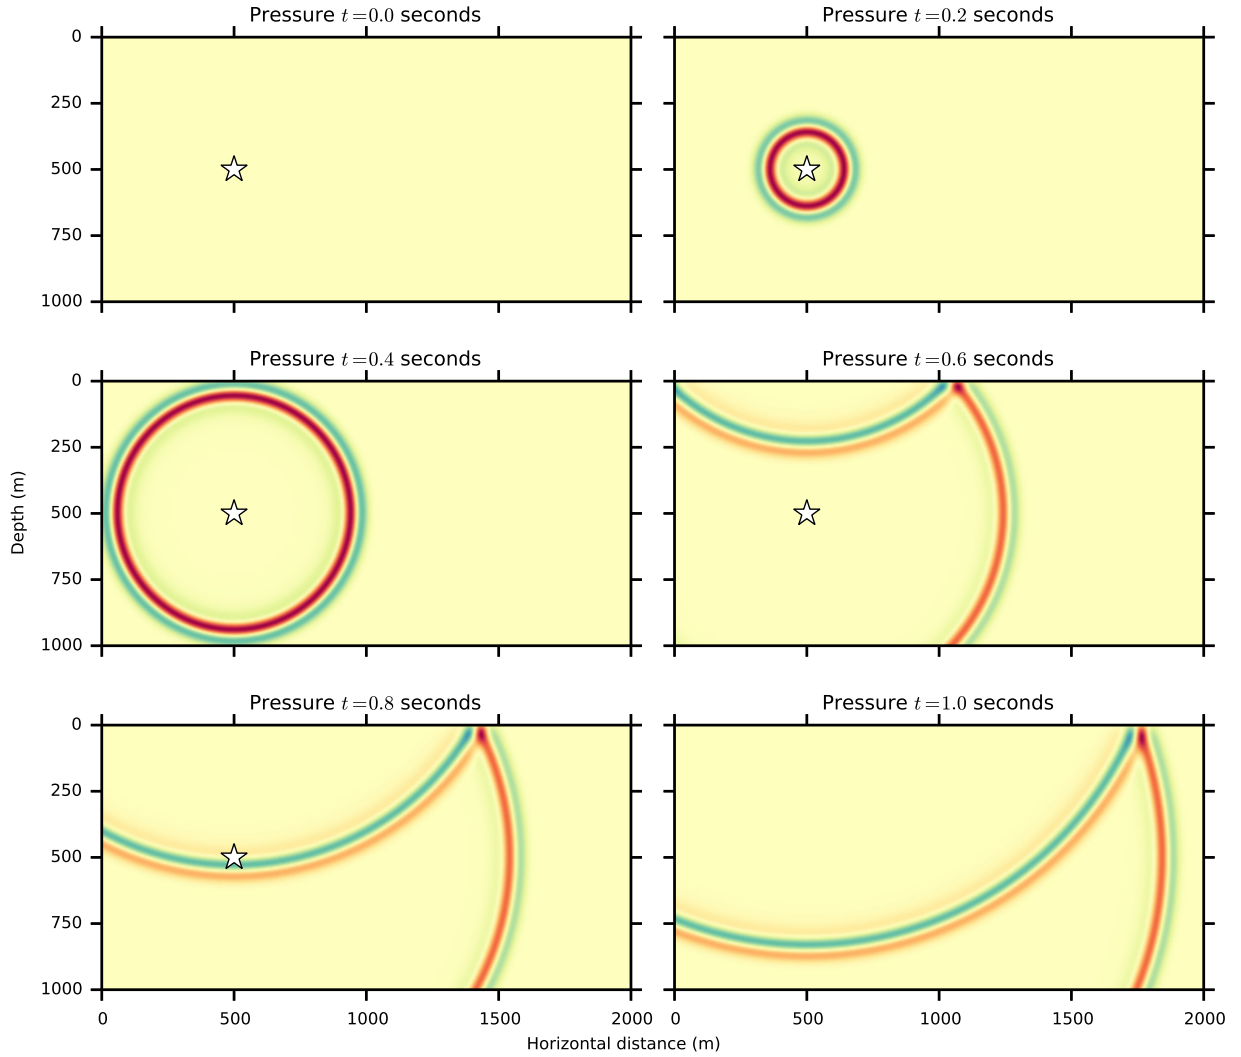 Pressure t=0.0 seconds
Pressure t=0.2 seconds
0
250
500
750
1000
Pressure t=0.4 seconds
Pressure t=0.6 seconds
0
250
500
750
1000
Depth (m)
Pressure t=0.8 seconds
Pressure t=1.0 seconds
0
250
500
750
1000
0 500 1000 1500 2000
0 500 1000 1500 2000
Horizontal distance (m)